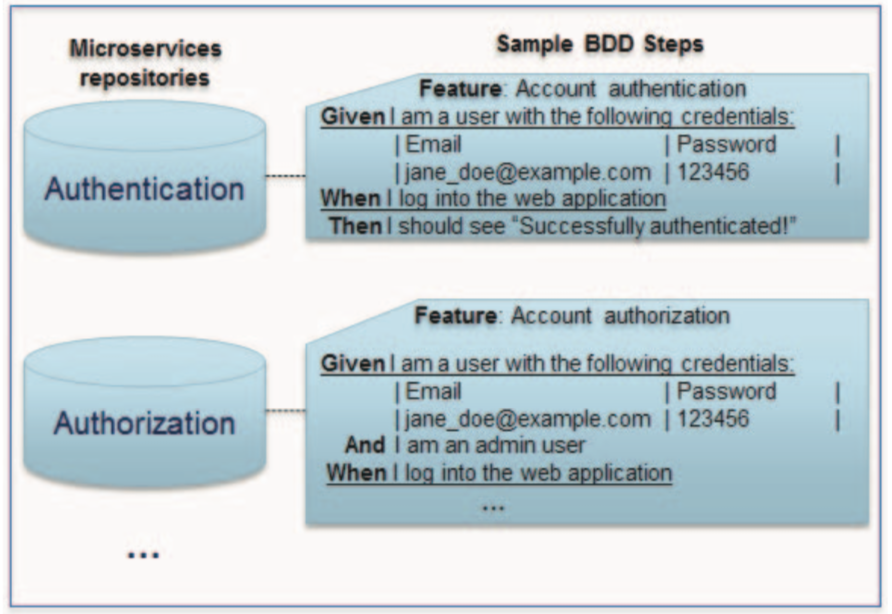 Microservices
repositories
Sample BDD Steps
Authentication
Feature: Account authentication
Given I am a user with the following credentials:
| Email | Password |
| jane_doe@example.com | 123456 |
When I log into the web application
Then I should see “Successfully authenticated!”
Authorization
Feature: Account authorization
Given I am a user with the following credentials:
| Email | Password |
| jane_doe@example.com | 123456 |
And I am an admin user
When I log into the web application
...
...